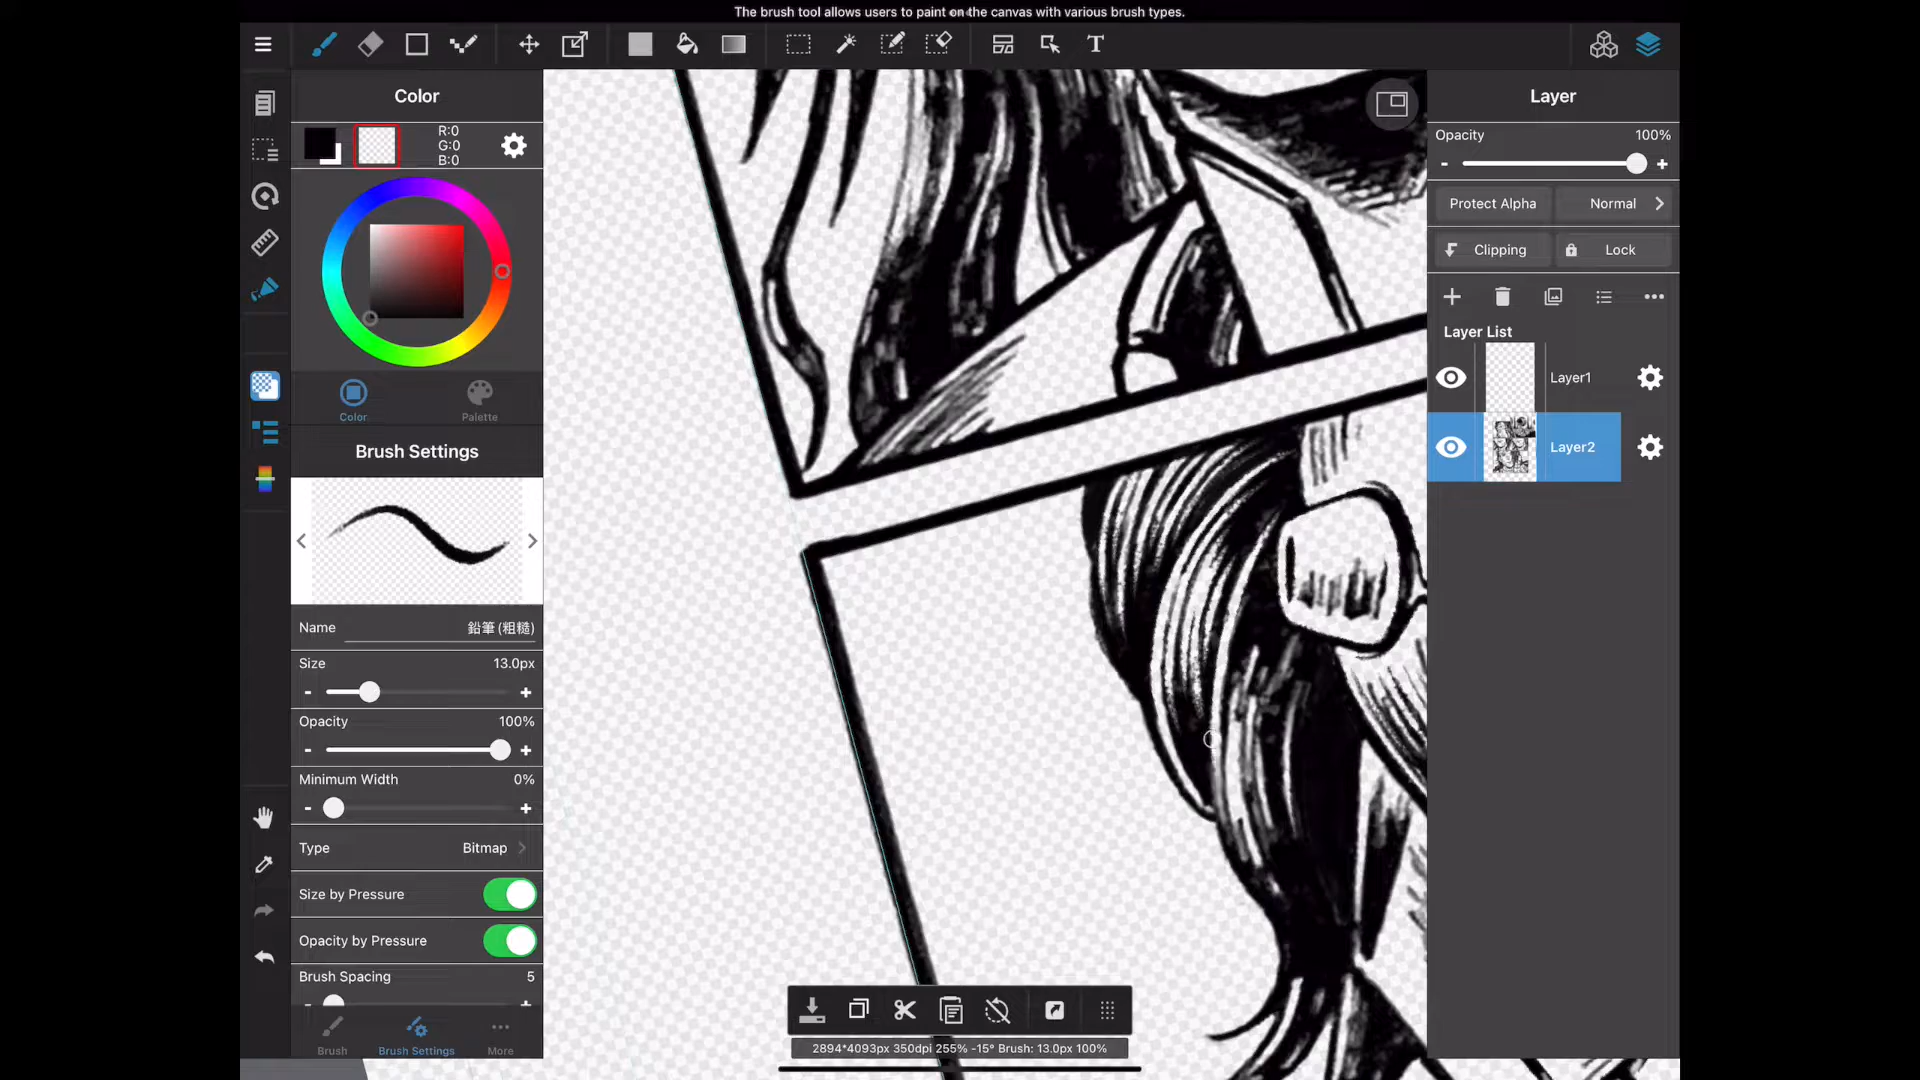 The brush tool allows users to paint on the canvas with various brush types.
T
Color
R:0
G:0
B:0
Color
Palette
Brush Settings
Name 鉛筆 (粗糙)
Size 13.0px
- +
Opacity 100%
- +
Minimum Width 0%
- +
Type Bitmap >
Size by Pressure
Opacity by Pressure
Brush Spacing 5
- +
Brush
Brush Settings
More
2894*4093px 350dpi 255% -15° Brush: 13.0px 100%
Layer
Opacity 100%
- +
Protect Alpha
Normal >
Clipping
Lock
Layer List
Layer1
Layer2